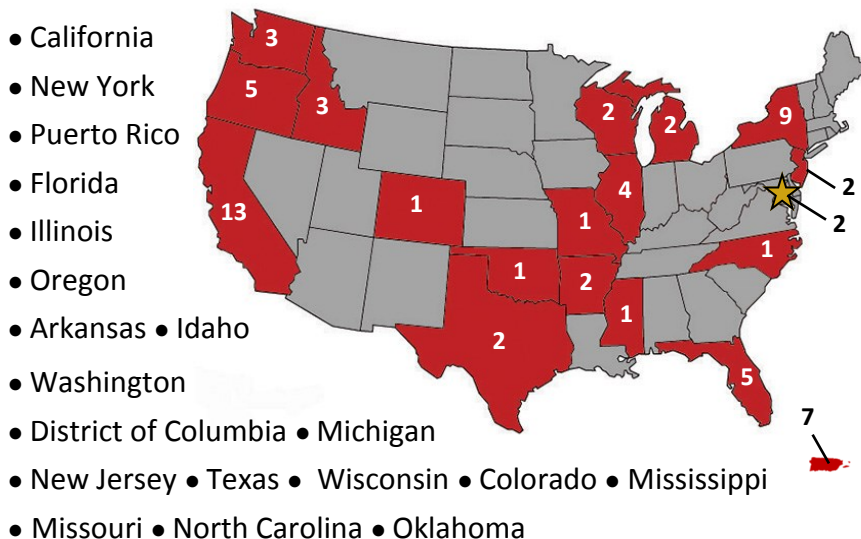 ● California
● New York
● Puerto Rico
● Florida
● Illinois
● Oregon
● Arkansas ● Idaho
● Washington
● District of Columbia ● Michigan
● New Jersey ● Texas ● Wisconsin ● Colorado ● Mississippi
● Missouri ● North Carolina ● Oklahoma
3
5
3
13
1
2
2
9
4
2
2
1
1
1
2
1
2
5
7